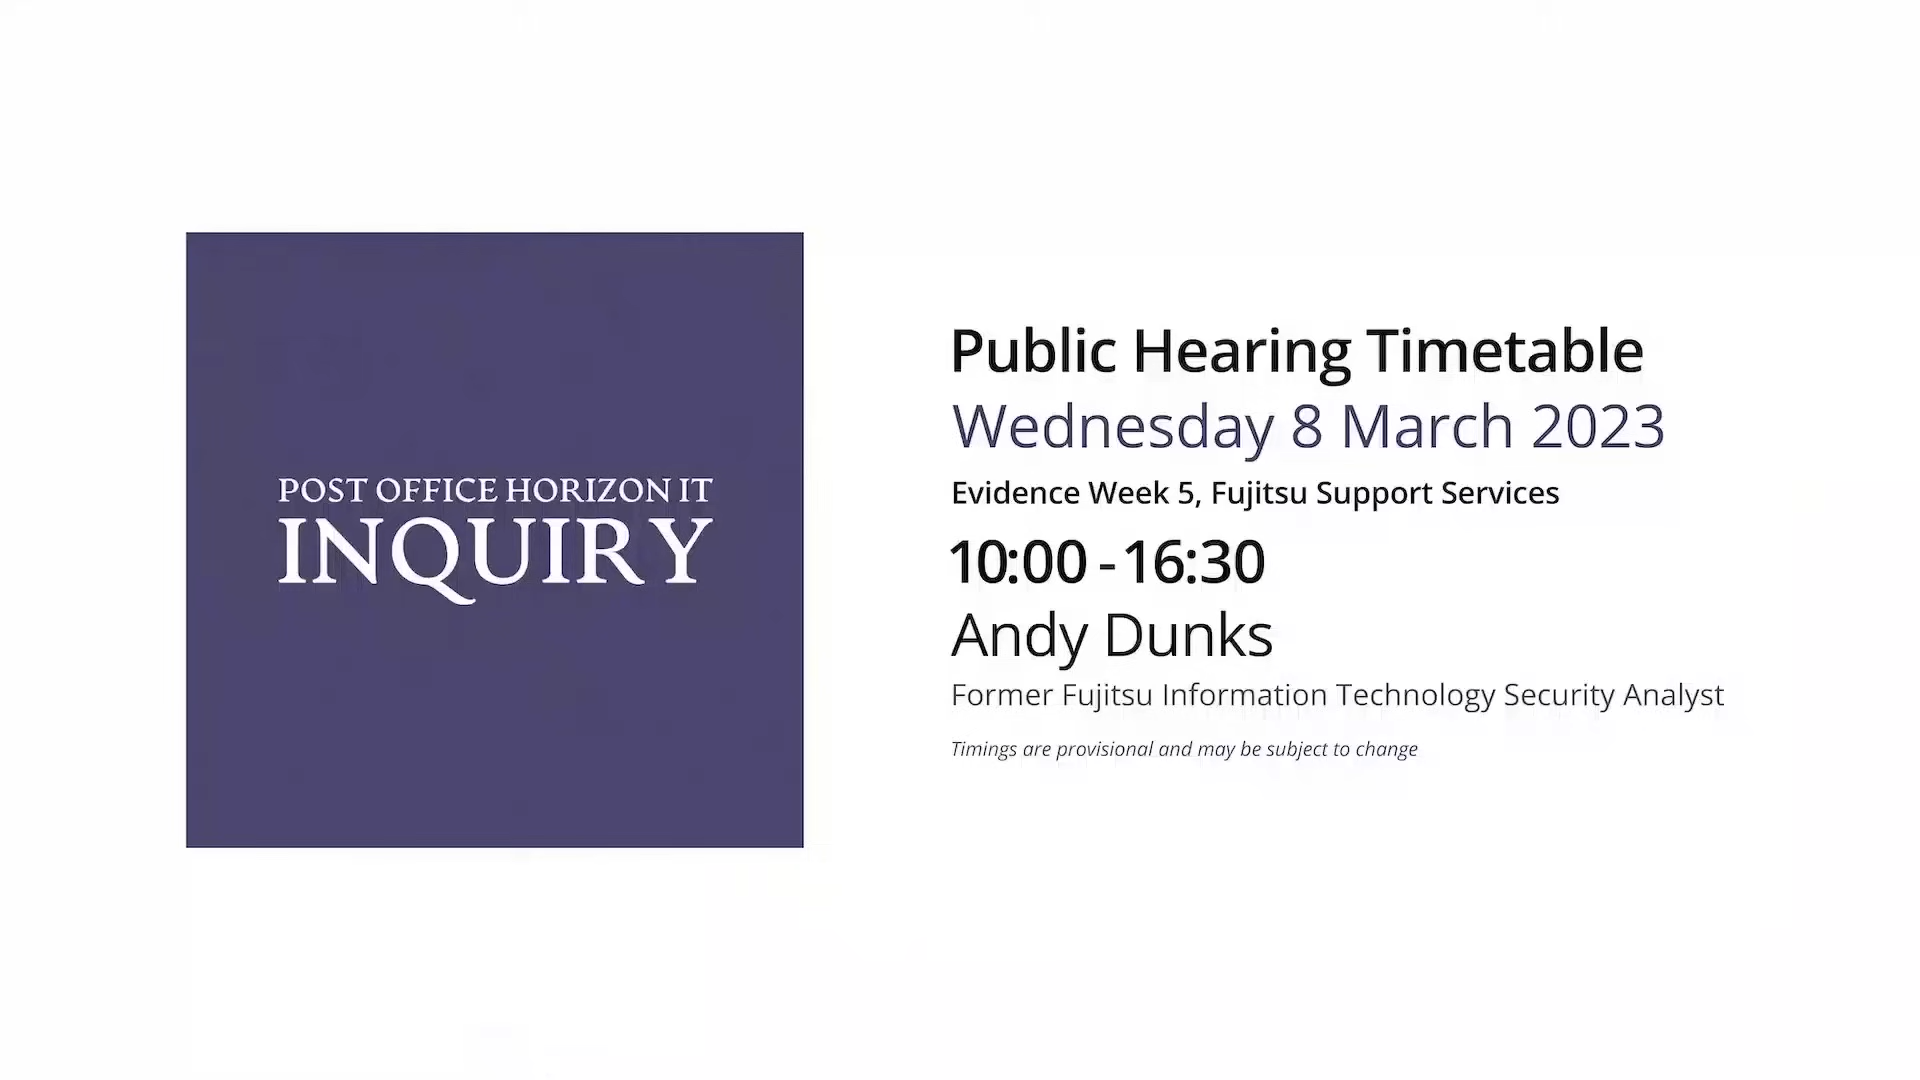 POST OFFICE HORIZON IT
INQUIRY
Public Hearing Timetable
Wednesday 8 March 2023
Evidence Week 5, Fujitsu Support Services
10:00 - 16:30
Andy Dunks
Former Fujitsu Information Technology Security Analyst
Timings are provisional and may be subject to change